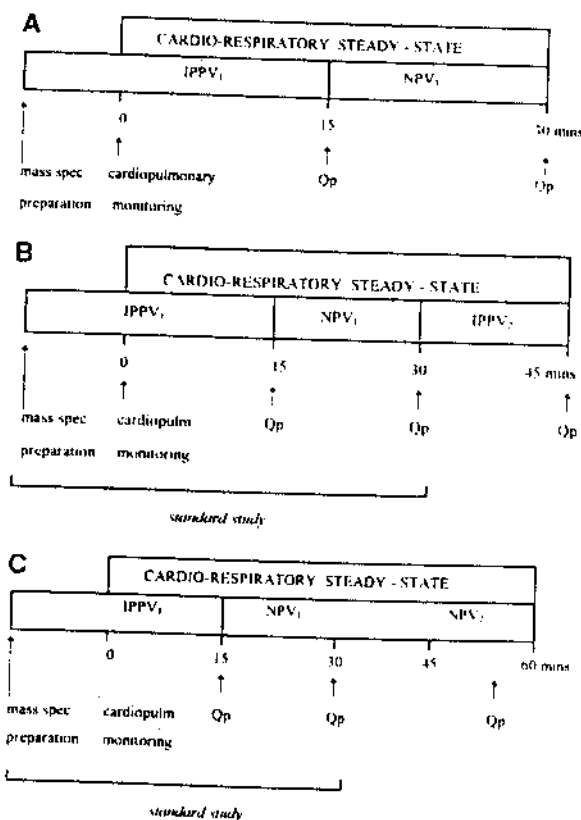 A
CARDIO-RESPIRATORY STEADY - STATE
IPPV₁ NPV₁
0 15 30 mins
mass spec cardiopulmonary Qp Qp
preparation monitoring
B
CARDIO-RESPIRATORY STEADY - STATE
IPPV₁ NPV₁ IPPV₂
0 15 30 45 mins
mass spec cardiopulm Qp Qp Qp
preparation monitoring
standard study
C
CARDIO-RESPIRATORY STEADY - STATE
IPPV₁ NPV₁ NPV₂
0 15 30 45 60 mins
mass spec cardiopulm Qp Qp Qp
preparation monitoring
standard study